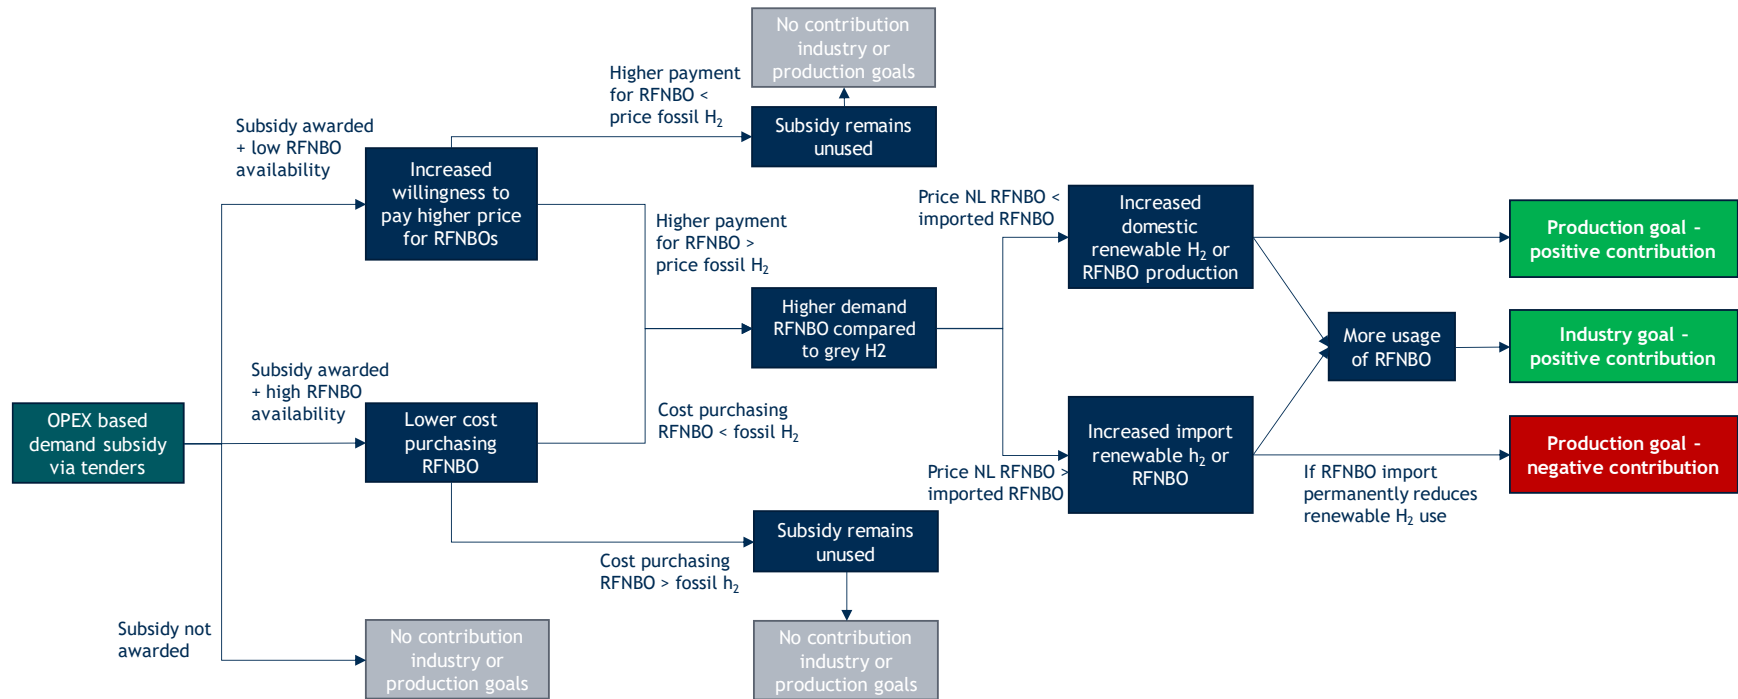 No contribution
industry or
production goals
Higher payment
for RFNBO <
price fossil H₂
Subsidy remains
unused
Subsidy awarded
+ low RFNBO
availability
Increased
willingness to
pay higher price
for RFNBOs
Higher payment
for RFNBO >
price fossil H₂
Price NL RFNBO <
imported RFNBO
Increased
domestic
renewable H₂ or
RFNBO production
Production goal -
positive contribution
Higher demand
RFNBO compared
to grey H2
More usage
of RFNBO
Industry goal -
positive contribution
Subsidy awarded
+ high RFNBO
availability
OPEX based
demand subsidy
via tenders
Lower cost
purchasing
RFNBO
Cost purchasing
RFNBO < fossil H₂
Price NL RFNBO >
imported RFNBO
Increased import
renewable h₂ or
RFNBO
If RFNBO import
permanently reduces
renewable H₂ use
Production goal -
negative contribution
Cost purchasing
RFNBO > fossil h₂
Subsidy remains
unused
Subsidy not
awarded
No contribution
industry or
production goals
No contribution
industry or
production goals